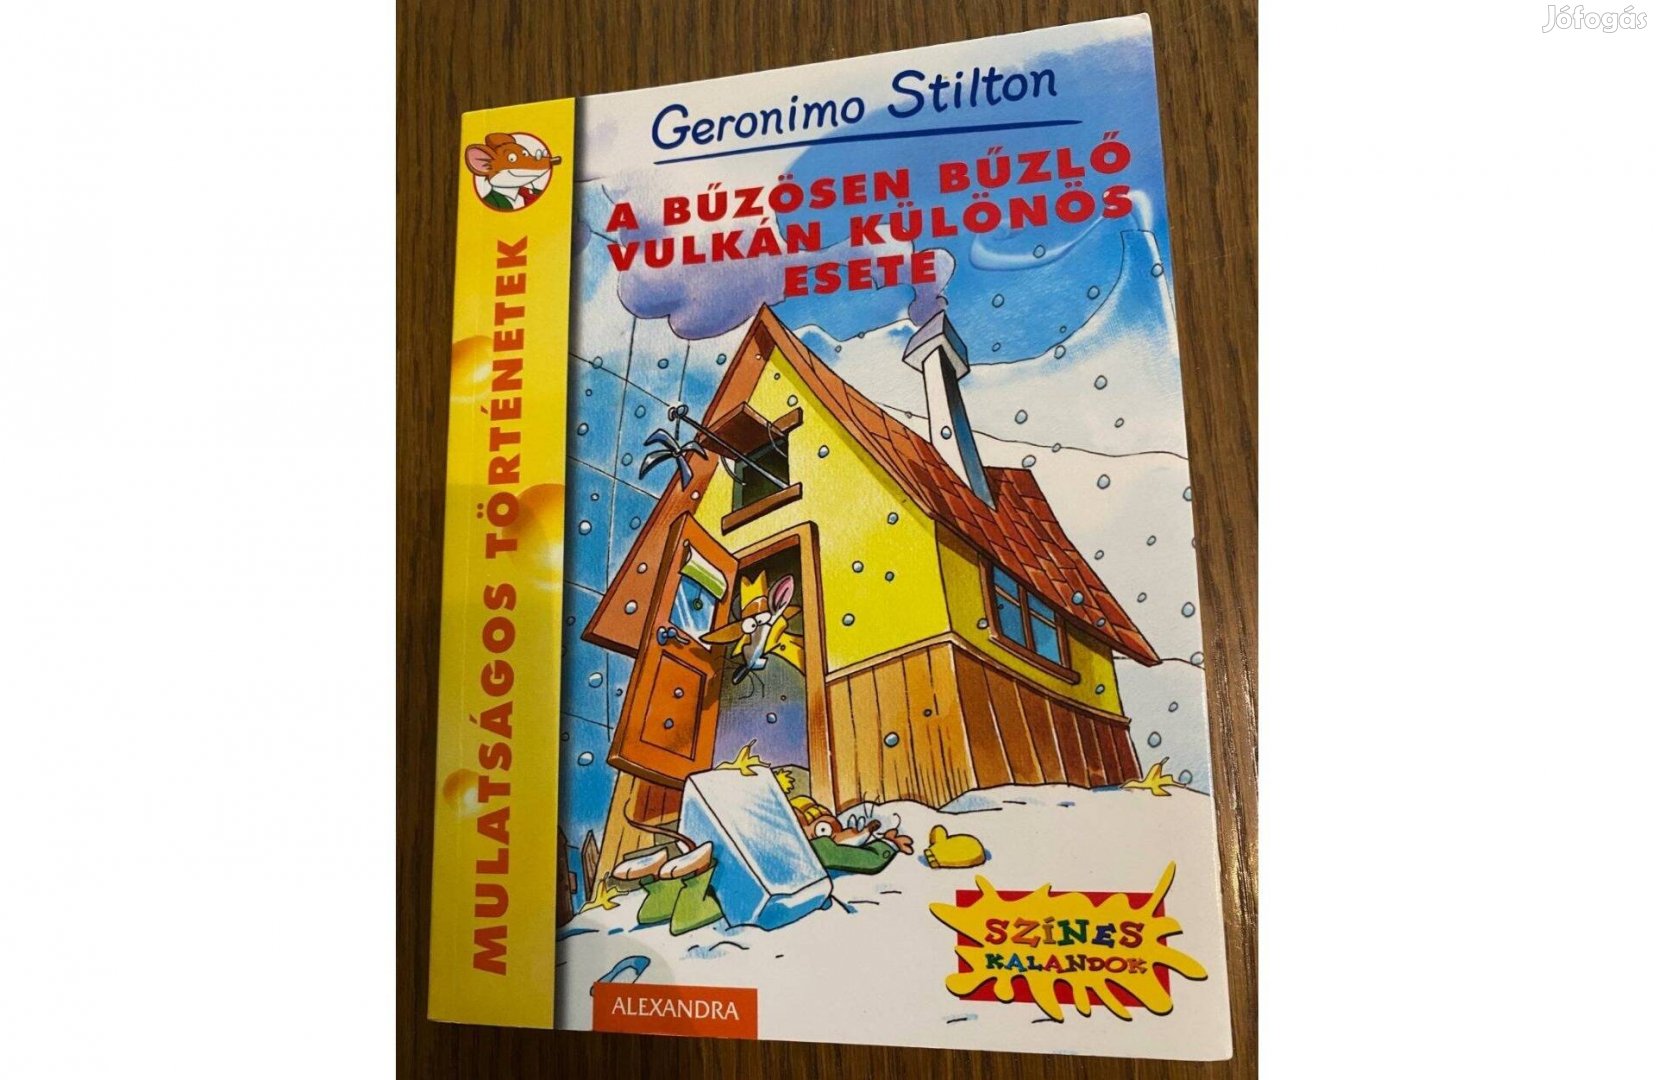 Jófogás
Geronimo Stilton
A BŰZÖSEN BŰZLŐ
VULKÁN KÜLÖNÖS
ESETE
MULATSÁGOS TÖRTÉNETEK
SZÍNES
KALANDOK
ALEXANDRA